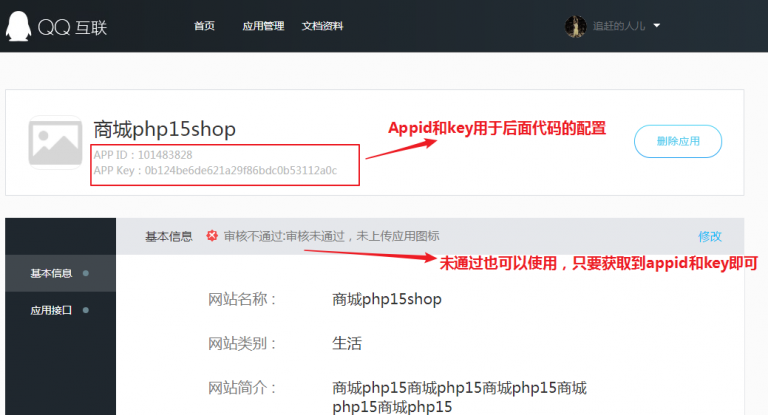 QQ 互联 首页 应用管理 文档资料 追赶的人儿
商城php15shop
Appid和key用于后面代码的配置
删除应用
APP ID：101483828
APP Key：0b124be6de621a29f86bdc0b53112a0c
基本信息 审核不通过:审核未通过，未上传应用图标 修改
未通过也可以使用，只要获取到appid和key即可
基本信息
应用接口
网站名称： 商城php15shop
网站类别： 生活
网站简介： 商城php15商城php15商城php15商城
php15商城php15